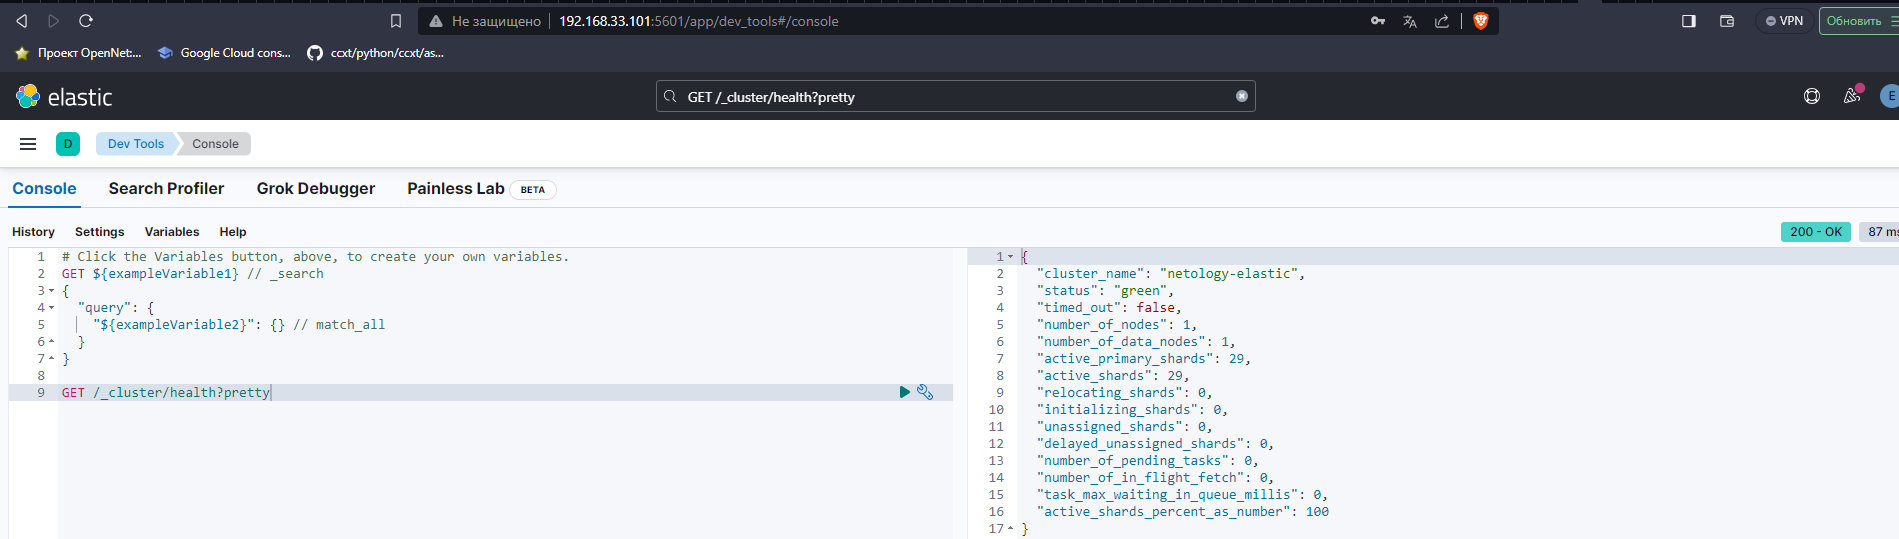 Не защищено 192.168.33.101:5601/app/dev_tools#/console
VPN
Обновить
Проект OpenNet:... Google Cloud cons... ccxt/python/ccxt/as...
elastic
GET /_cluster/health?pretty
E
D Dev Tools Console
Console Search Profiler Grok Debugger Painless Lab BETA
History Settings Variables Help
200 - OK 87 ms
1 # Click the Variables button, above, to create your own variables.
2 GET ${exampleVariable1} // _search
3 {
4 "query": {
5 "${exampleVariable2}": {} // match_all
6 }
7 }
8
9 GET /_cluster/health?pretty
1 {
2 "cluster_name": "netology-elastic",
3 "status": "green",
4 "timed_out": false,
5 "number_of_nodes": 1,
6 "number_of_data_nodes": 1,
7 "active_primary_shards": 29,
8 "active_shards": 29,
9 "relocating_shards": 0,
10 "initializing_shards": 0,
11 "unassigned_shards": 0,
12 "delayed_unassigned_shards": 0,
13 "number_of_pending_tasks": 0,
14 "number_of_in_flight_fetch": 0,
15 "task_max_waiting_in_queue_millis": 0,
16 "active_shards_percent_as_number": 100
17 }